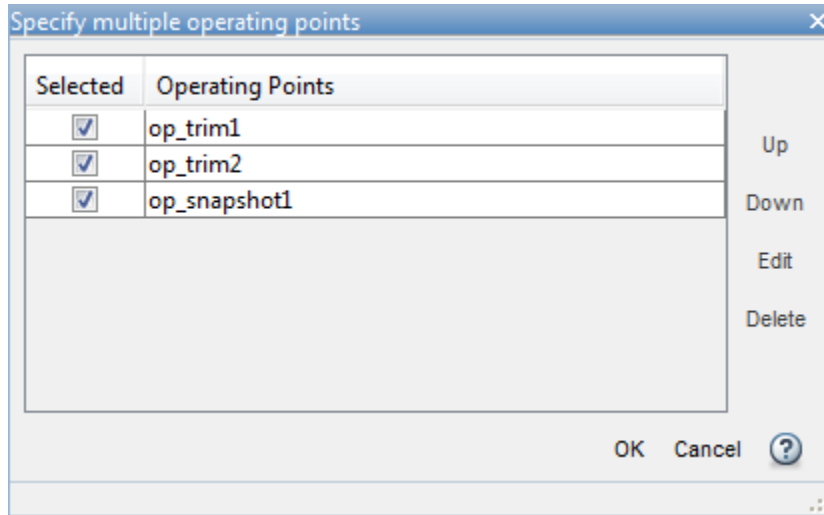 Specify multiple operating points
Selected Operating Points
op_trim1
op_trim2
op_snapshot1
Up
Down
Edit
Delete
OK Cancel ?